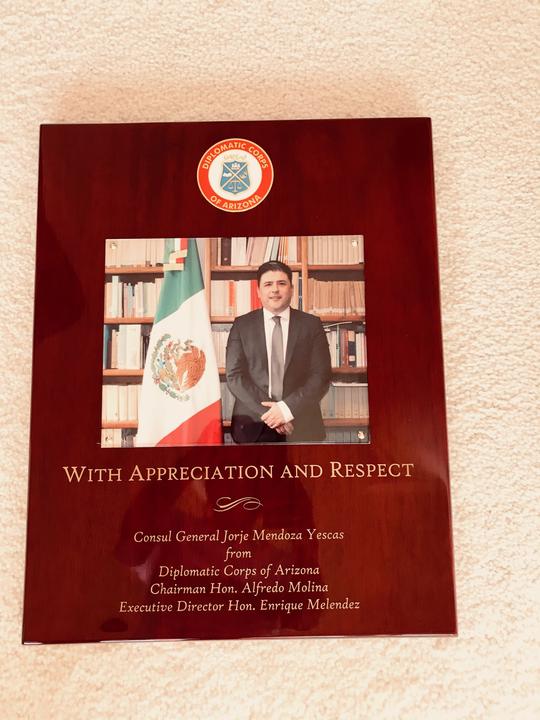 DIPLOMATIC CORPS
OF ARIZONA
WITH APPRECIATION AND RESPECT
Consul General Jorje Mendoza Yescas
from
Diplomatic Corps of Arizona
Chairman Hon. Alfredo Molina
Executive Director Hon. Enrique Melendez